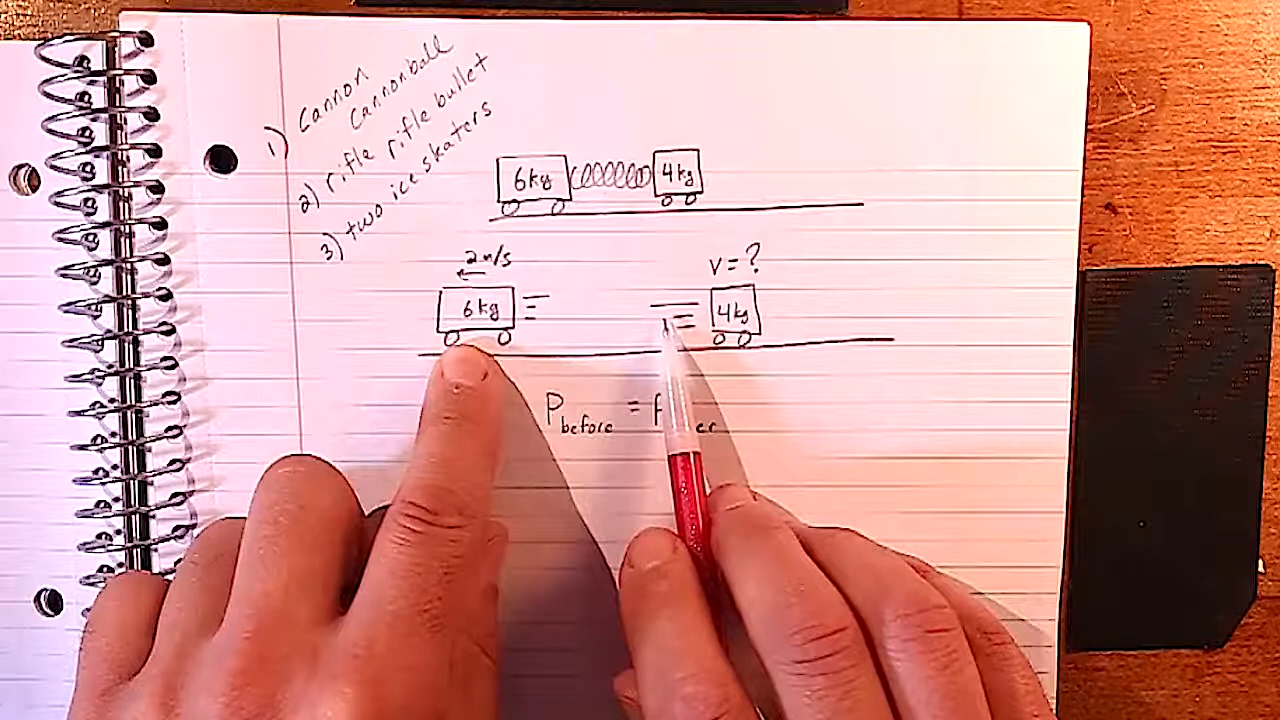 1) Cannon
Cannonball
2) rifle rifle bullet
3) two ice skaters
6kg 4kg
2m/s v=?
6kg 4kg
P before =